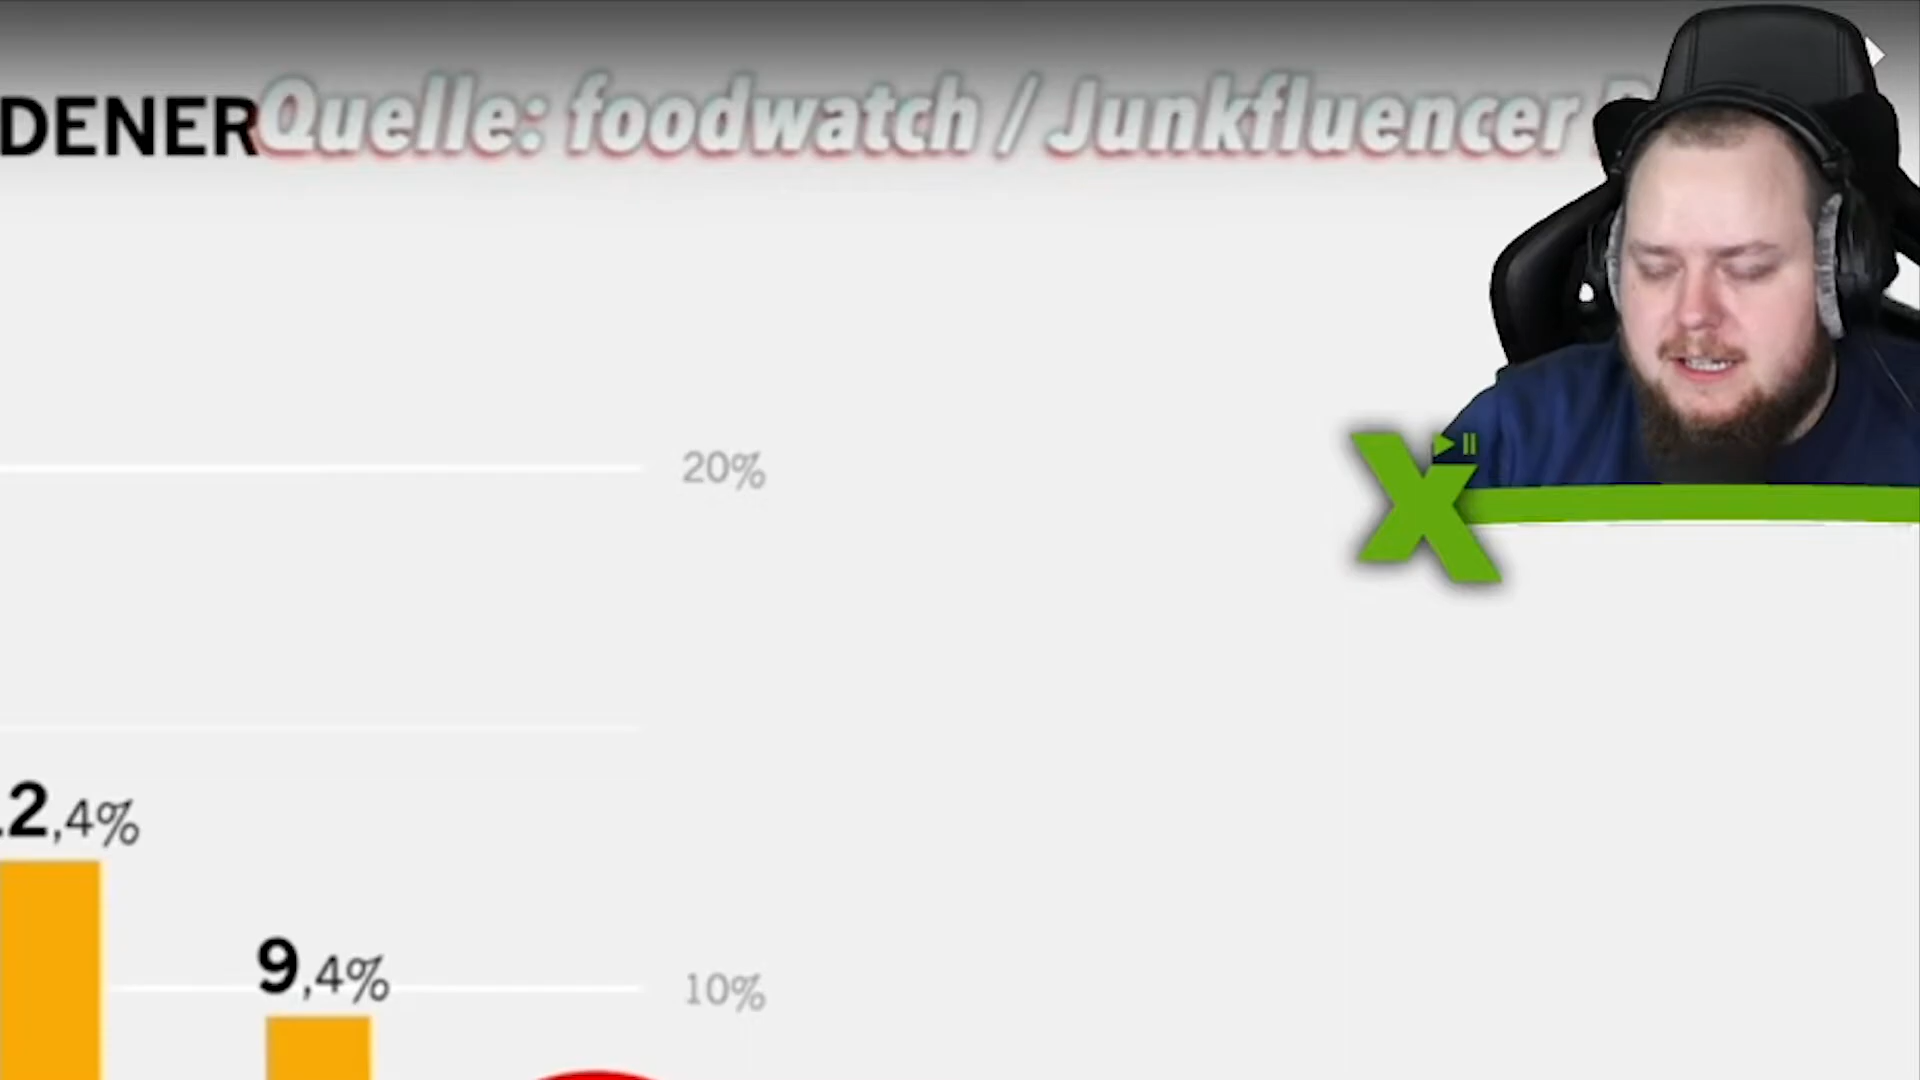 DENER
Quelle: foodwatch / Junkfluencer
20%
2,4%
9,4%
10%
X